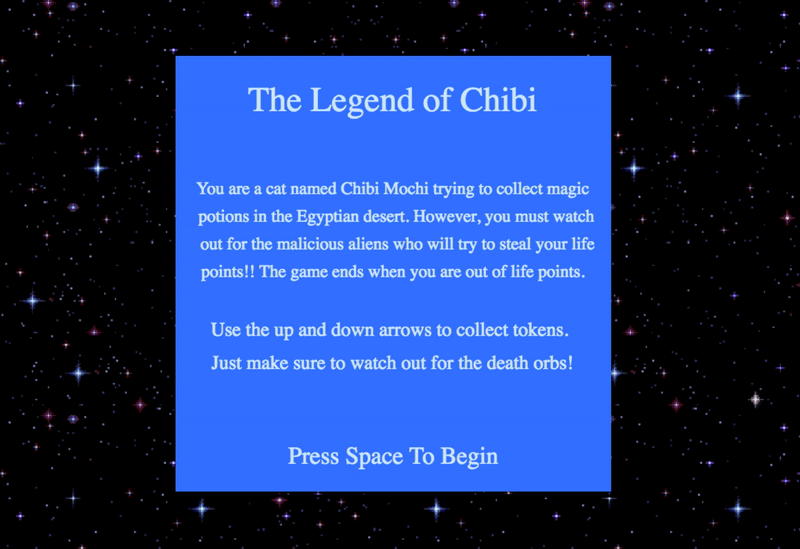 The Legend of Chibi
You are a cat named Chibi Mochi trying to collect magic
potions in the Egyptian desert. However, you must watch
out for the malicious aliens who will try to steal your life
points!! The game ends when you are out of life points.
Use the up and down arrows to collect tokens.
Just make sure to watch out for the death orbs!
Press Space To Begin